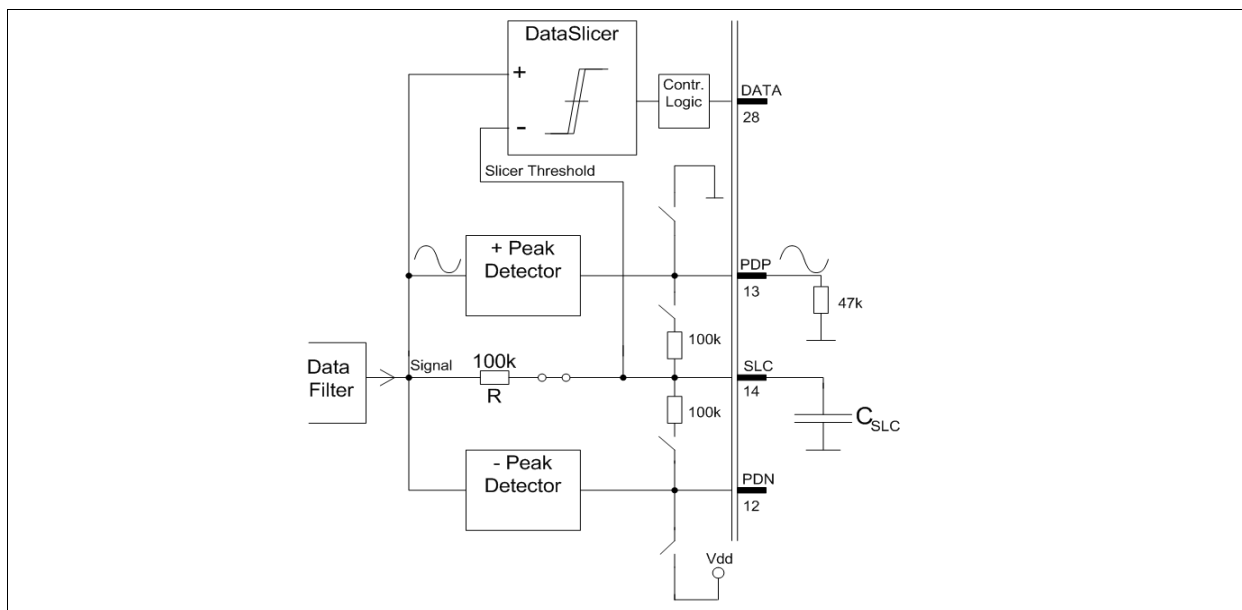 DataSlicer
+
-
Contr.
Logic
DATA
28
Slicer Threshold
+ Peak
Detector
PDP
13
47k
100k
Data
Filter
Signal
100k
R
SLC
14
100k
CSLC
- Peak
Detector
PDN
12
Vdd